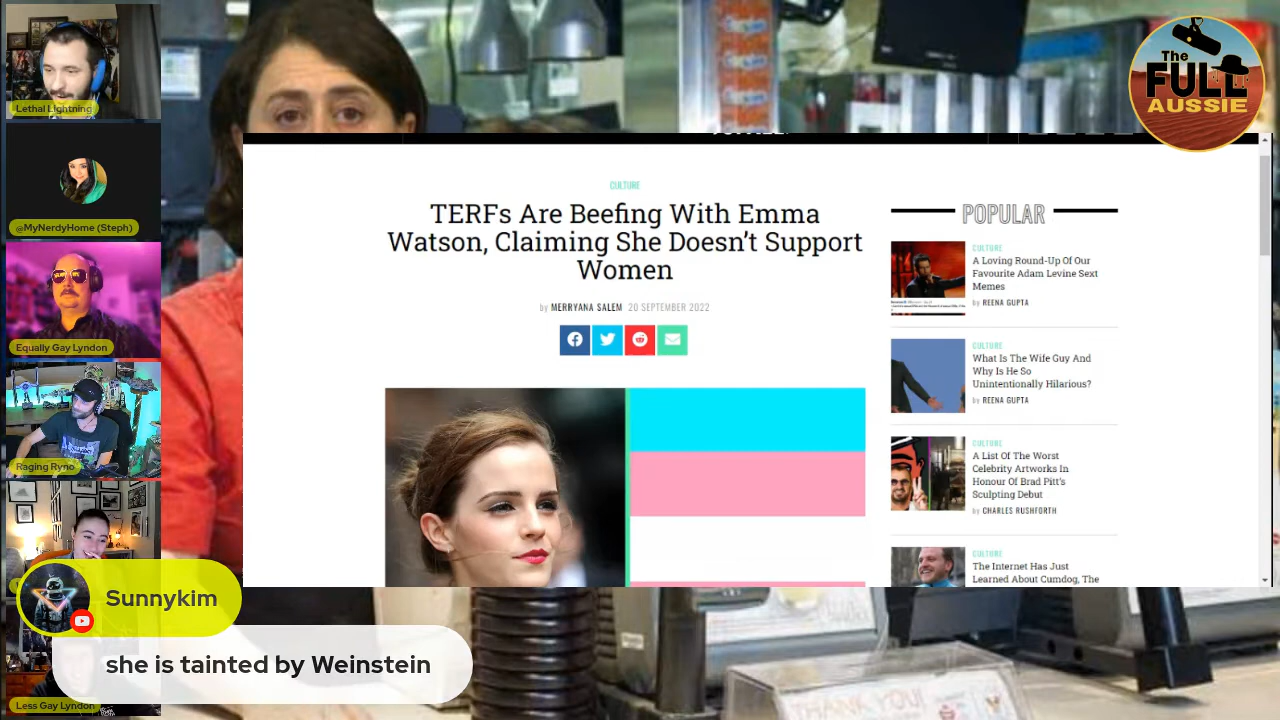 Lethal Lightning
@MyNerdyHome (Steph)
Equally Gay Lyndon
Raging Ryno
Less Gay Lyndon
Sunnykim
she is tainted by Weinstein
The
FULL
AUSSIE
CULTURE
TERFs Are Beefing With Emma
Watson, Claiming She Doesn't Support
Women
by MERRYANA SALEM 20 SEPTEMBER 2022
POPULAR
CULTURE
A Loving Round-Up Of Our
Favourite Adam Levine Sext
Memes
by REENA GUPTA
CULTURE
What Is The Wife Guy And
Why Is He So
Unintentionally Hilarious?
by REENA GUPTA
CULTURE
A List Of The Worst
Celebrity Artworks In
Honour Of Brad Pitt's
Sculpting Debut
by CHARLES RUSHFORTH
CULTURE
The Internet Has Just
Learned About Cumdog, The
THANK YOU